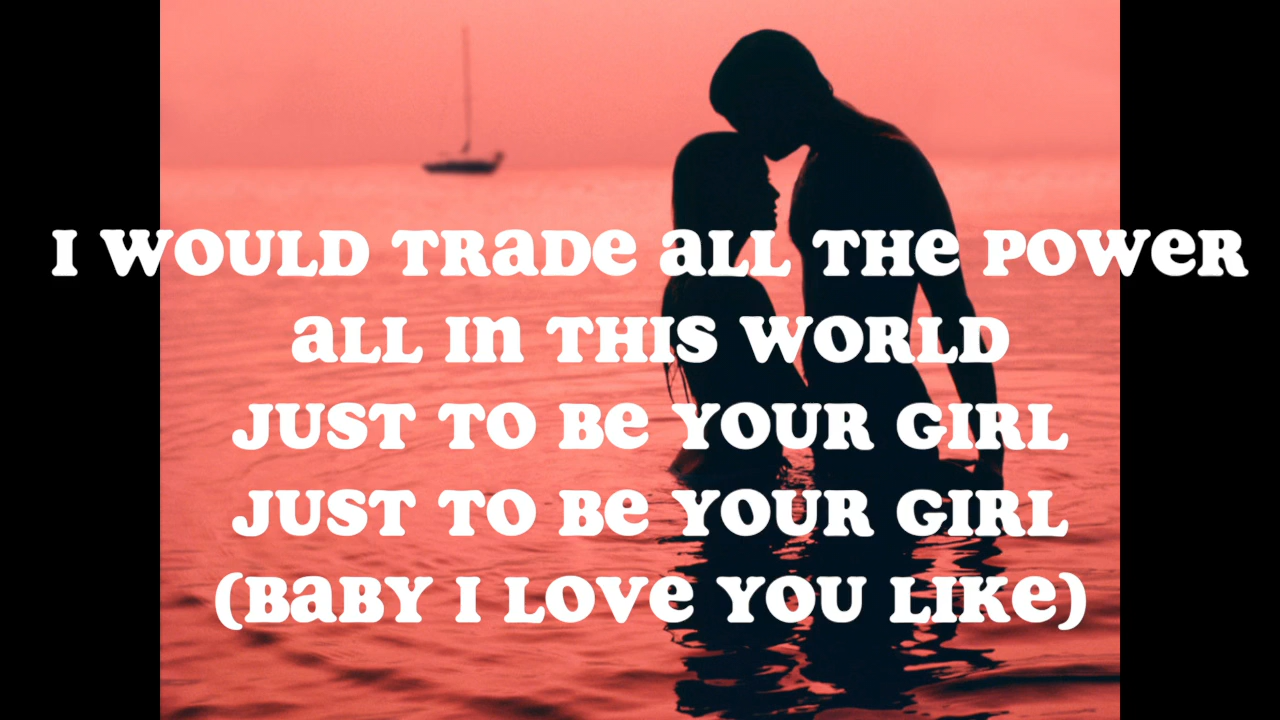 I WOULD TRADE ALL THE POWER
ALL IN THIS WORLD
JUST TO BE YOUR GIRL
JUST TO BE YOUR GIRL
(BABY I LOVE YOU LIKE)